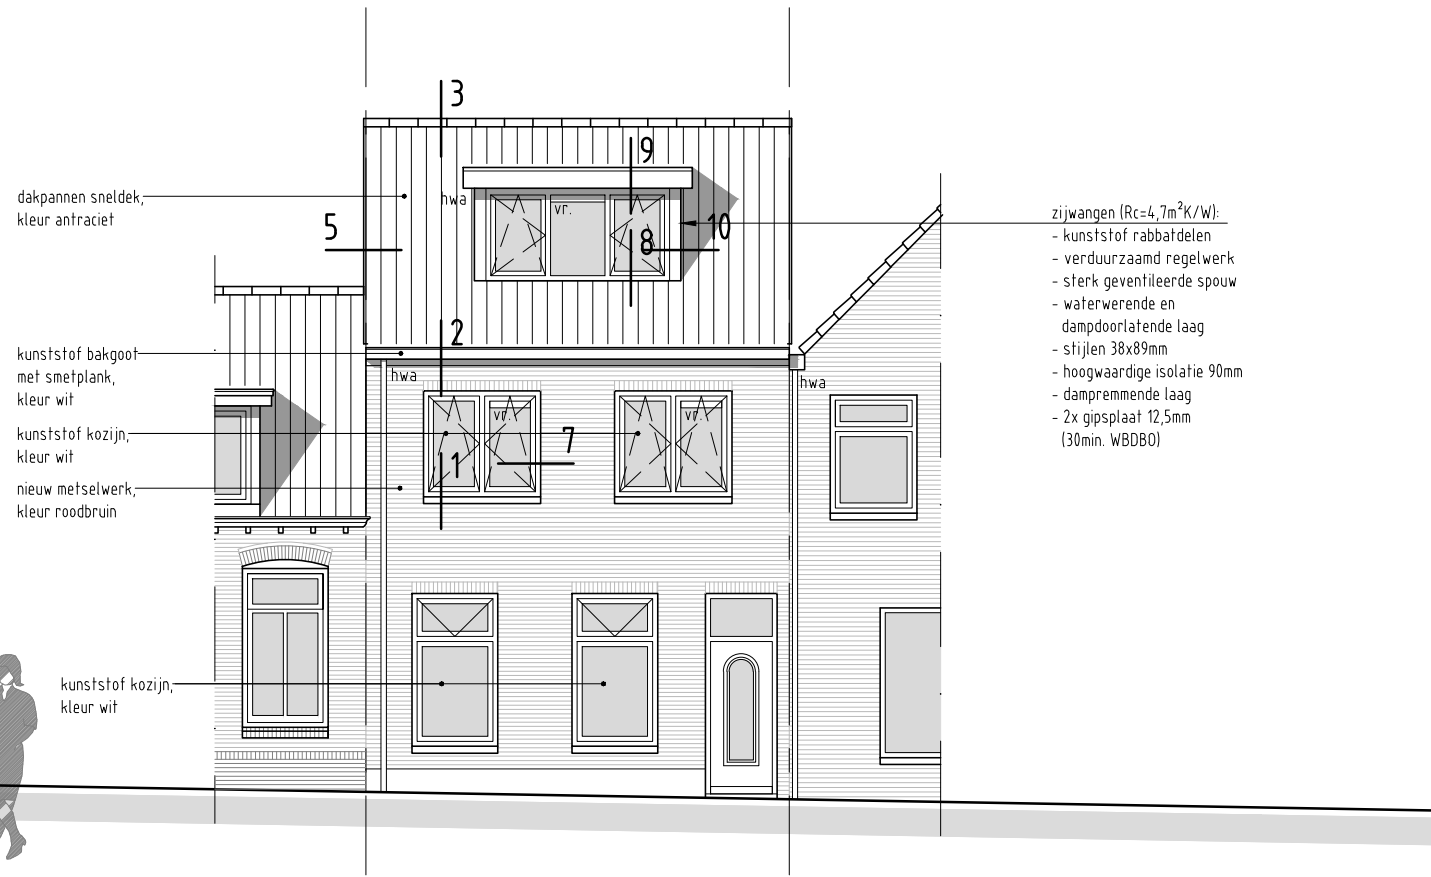 3
9
dakpannen sneldek,
kleur antraciet
hwa
vr.
5
8
10
zijwangen (Rc=4,7m²K/W):
- kunststof rabbatdelen
- verduurzaamd regelwerk
- sterk geventileerde spouw
- waterwerende en
dampdoorlatende laag
- stijlen 38x89mm
- hoogwaardige isolatie 90mm
- dampremmende laag
- 2x gipsplaat 12,5mm
(30min. WBDBO)
2
kunststof bakgoot
met smetplank,
kleur wit
hwa
hwa
vr.
vr.
kunststof kozijn,
kleur wit
7
1
nieuw metselwerk,
kleur roodbruin
kunststof kozijn,
kleur wit